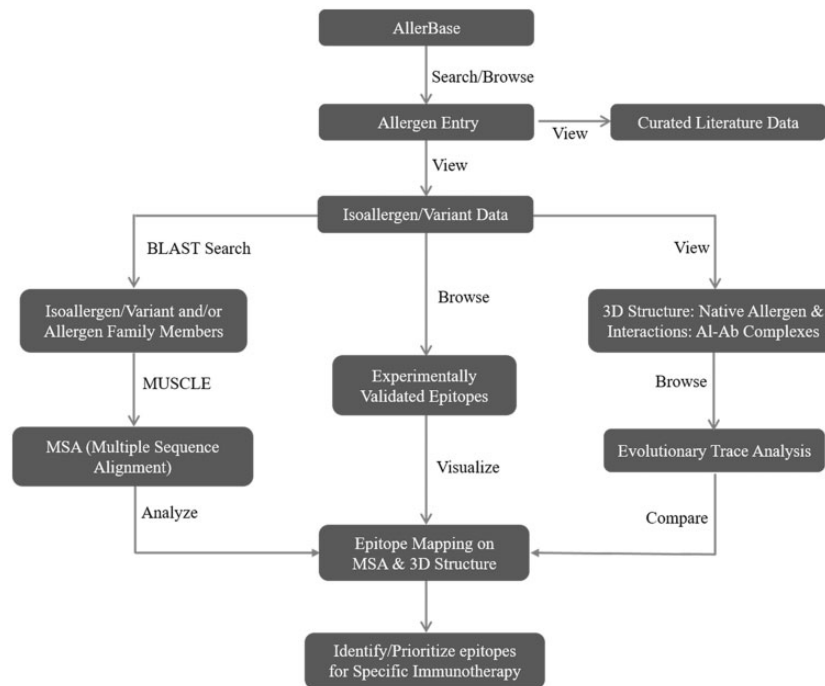 AllerBase
Search/Browse
Allergen Entry
View
Curated Literature Data
View
Isoallergen/Variant Data
BLAST Search
Browse
View
Isoallergen/Variant and/or
Allergen Family Members
3D Structure: Native Allergen &
Interactions: Al-Ab Complexes
MUSCLE
Experimentally
Validated Epitopes
Browse
MSA (Multiple Sequence
Alignment)
Evolutionary Trace Analysis
Visualize
Analyze
Compare
Epitope Mapping on
MSA & 3D Structure
Identify/Prioritize epitopes
for Specific Immunotherapy